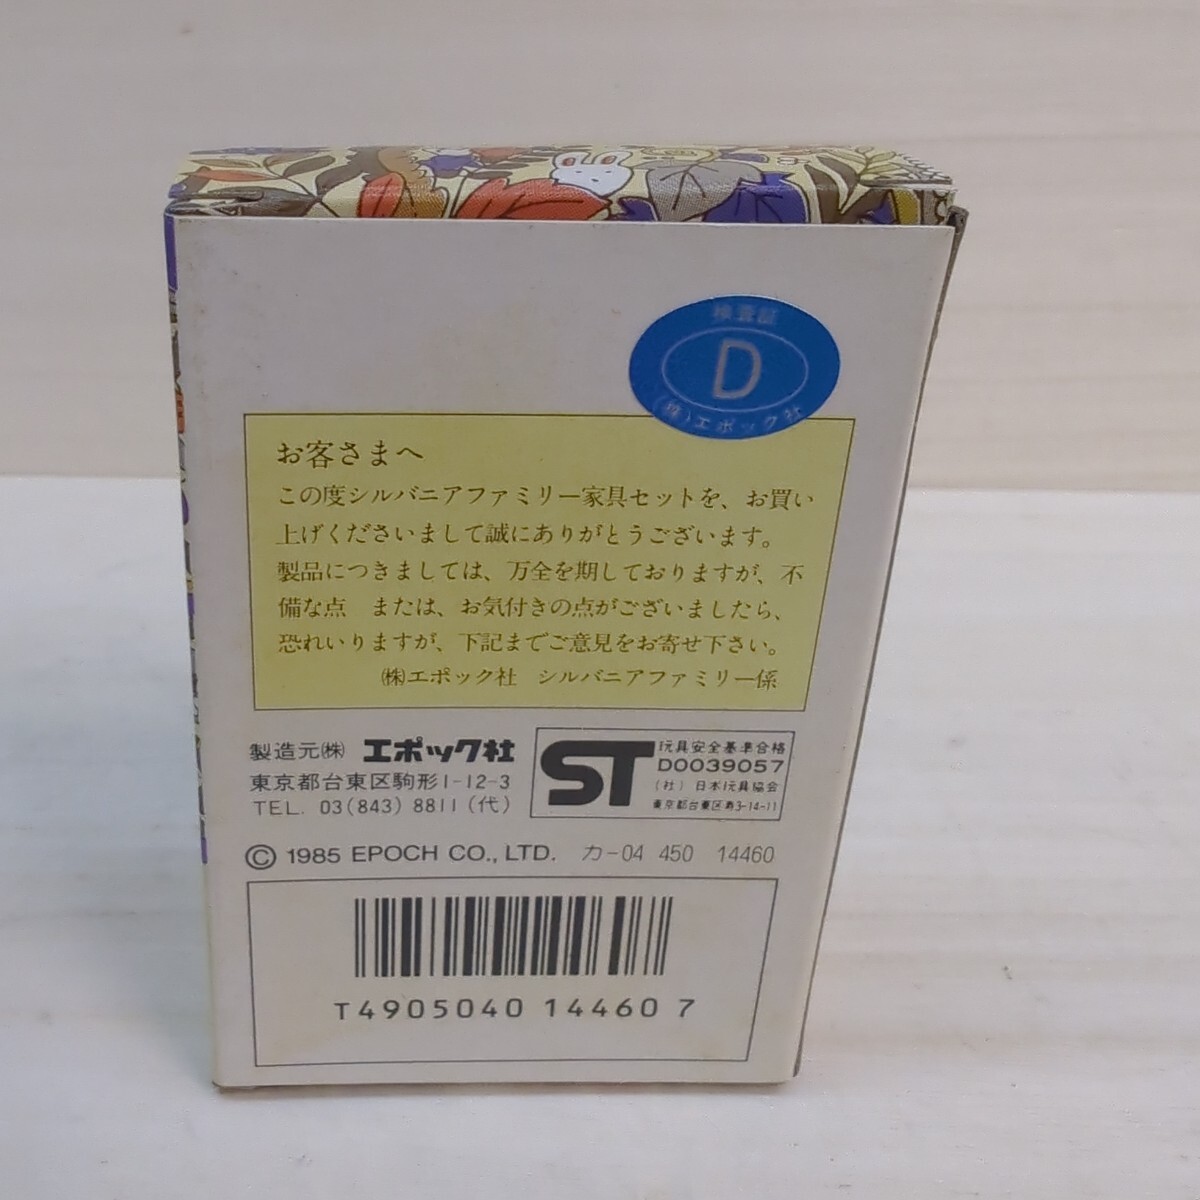 検査証
D
(株)エポック社
お客さまへ
この度シルバニアファミリー家具セットを、お買い
上げくださいまして誠にありがとうございます。
製品につきましては、万全を期しておりますが、不
備な点　または、お気付きの点がございましたら、
恐れいりますが、下記までご意見をお寄せ下さい。
㈱エポック社　シルバニアファミリー係
製造元㈱ エポック社
東京都台東区駒形1-12-3
TEL. 03(843)8811(代)
ST
玩具安全基準合格
D0039057
(社)日本玩具協会
東京都台東区寿3-14-11
© 1985 EPOCH CO., LTD. カ-04 450 14460
T4905040 14460 7